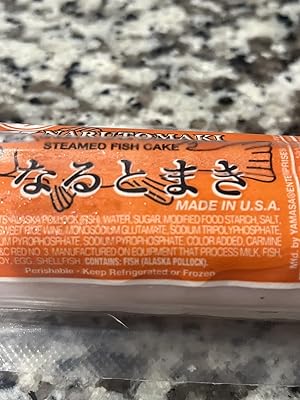 NARUTOMAKI
STEAMED FISH CAKE
なるとまき
MADE IN U.S.A.
ALASKA POLLOCK (FISH), WATER, SUGAR, MODIFIED FOOD STARCH, SALT,
SWEET RICE WINE, MONOSODIUM GLUTAMATE, SODIUM TRIPOLYPHOSPHATE,
PYROPHOSPHATE, SODIUM PYROPHOSPHATE, COLOR ADDED, CARMINE
RED NO. 3. MANUFACTURED ON EQUIPMENT THAT PROCESS MILK, FISH,
EGG, SHELLFISH. CONTAINS: FISH (ALASKA POLLOCK).
Perishable · Keep Refrigerated or Frozen
Mfd. by YAMASA ENTERPRISES